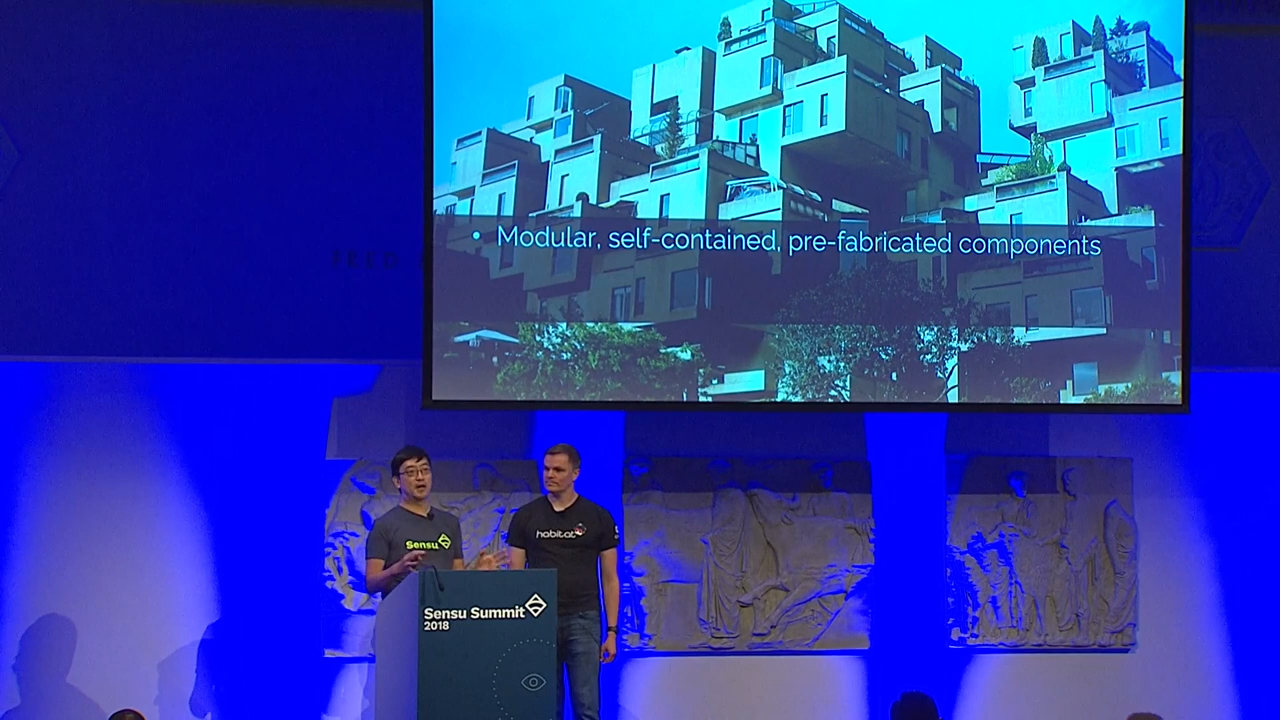 • Modular, self-contained, pre-fabricated components
Sensu
habitat
Sensu Summit
2018